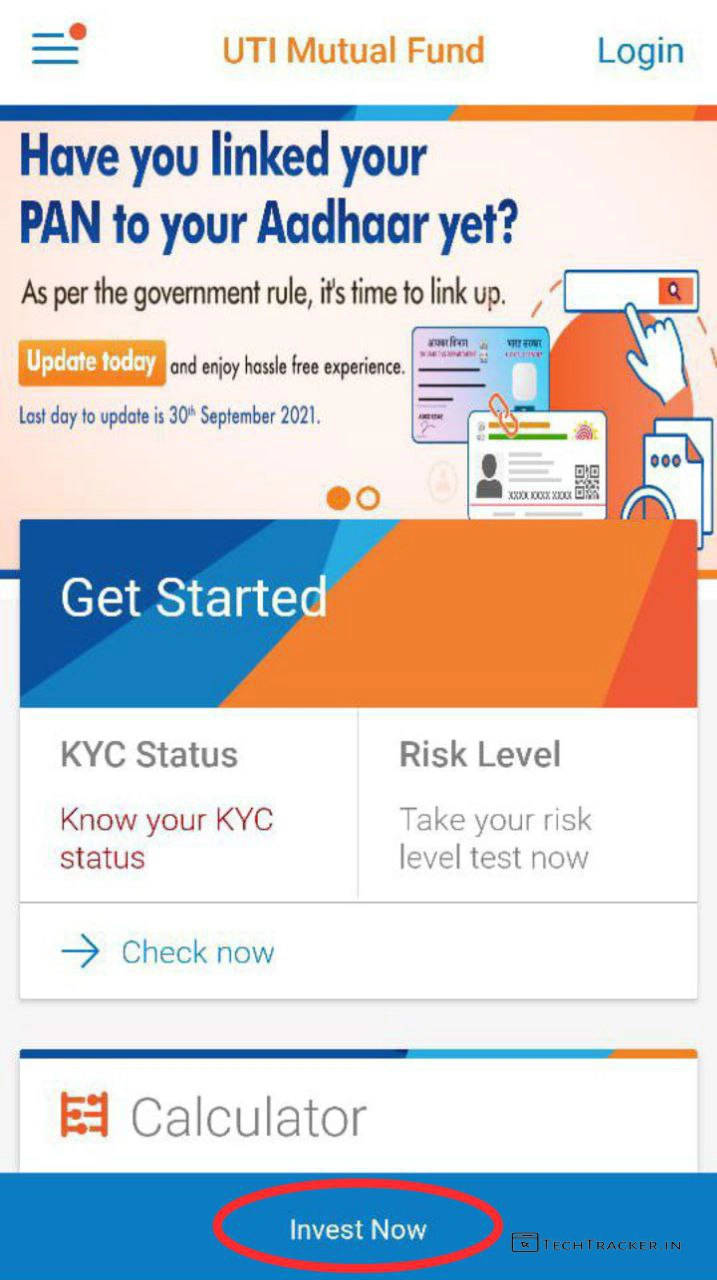 UTI Mutual Fund
Login
Have you linked your
PAN to your Aadhaar yet?
As per the government rule, it's time to link up.
Update today and enjoy hassle free experience.
Last day to update is 30th September 2021.
आयकर विभाग
भारत सरकार
XXXX XXXX XXXX
Get Started
KYC Status
Know your KYC
status
Risk Level
Take your risk
level test now
Check now
Calculator
Invest Now
TECHTRACKER.IN